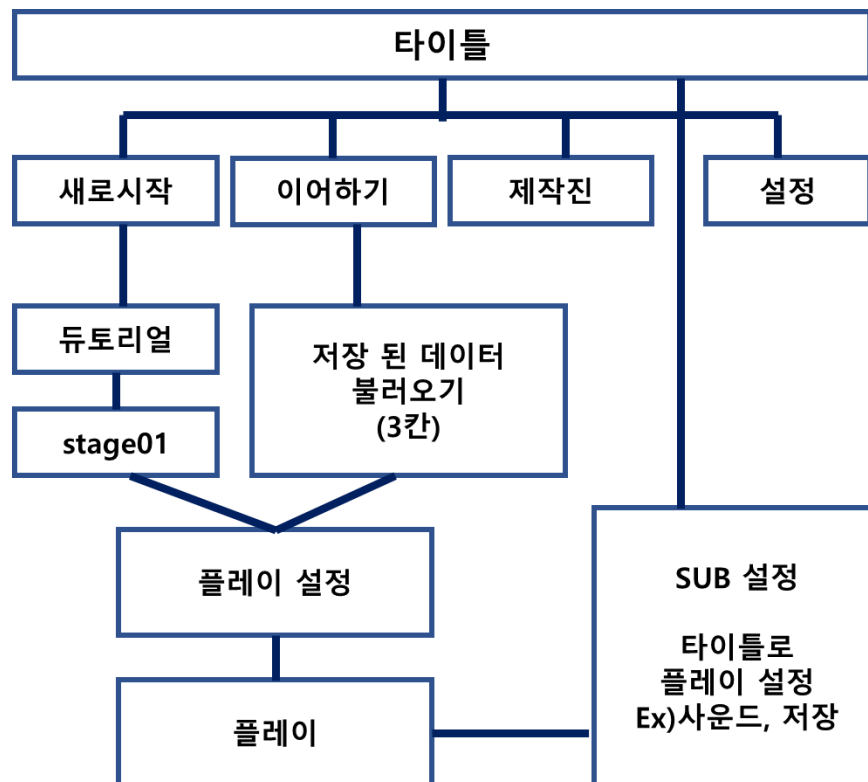 타이틀
새로시작
이어하기
제작진
설정
듀토리얼
저장 된 데이터
불러오기
(3칸)
stage01
플레이 설정
SUB 설정
타이틀로
플레이 설정
Ex)사운드, 저장
플레이